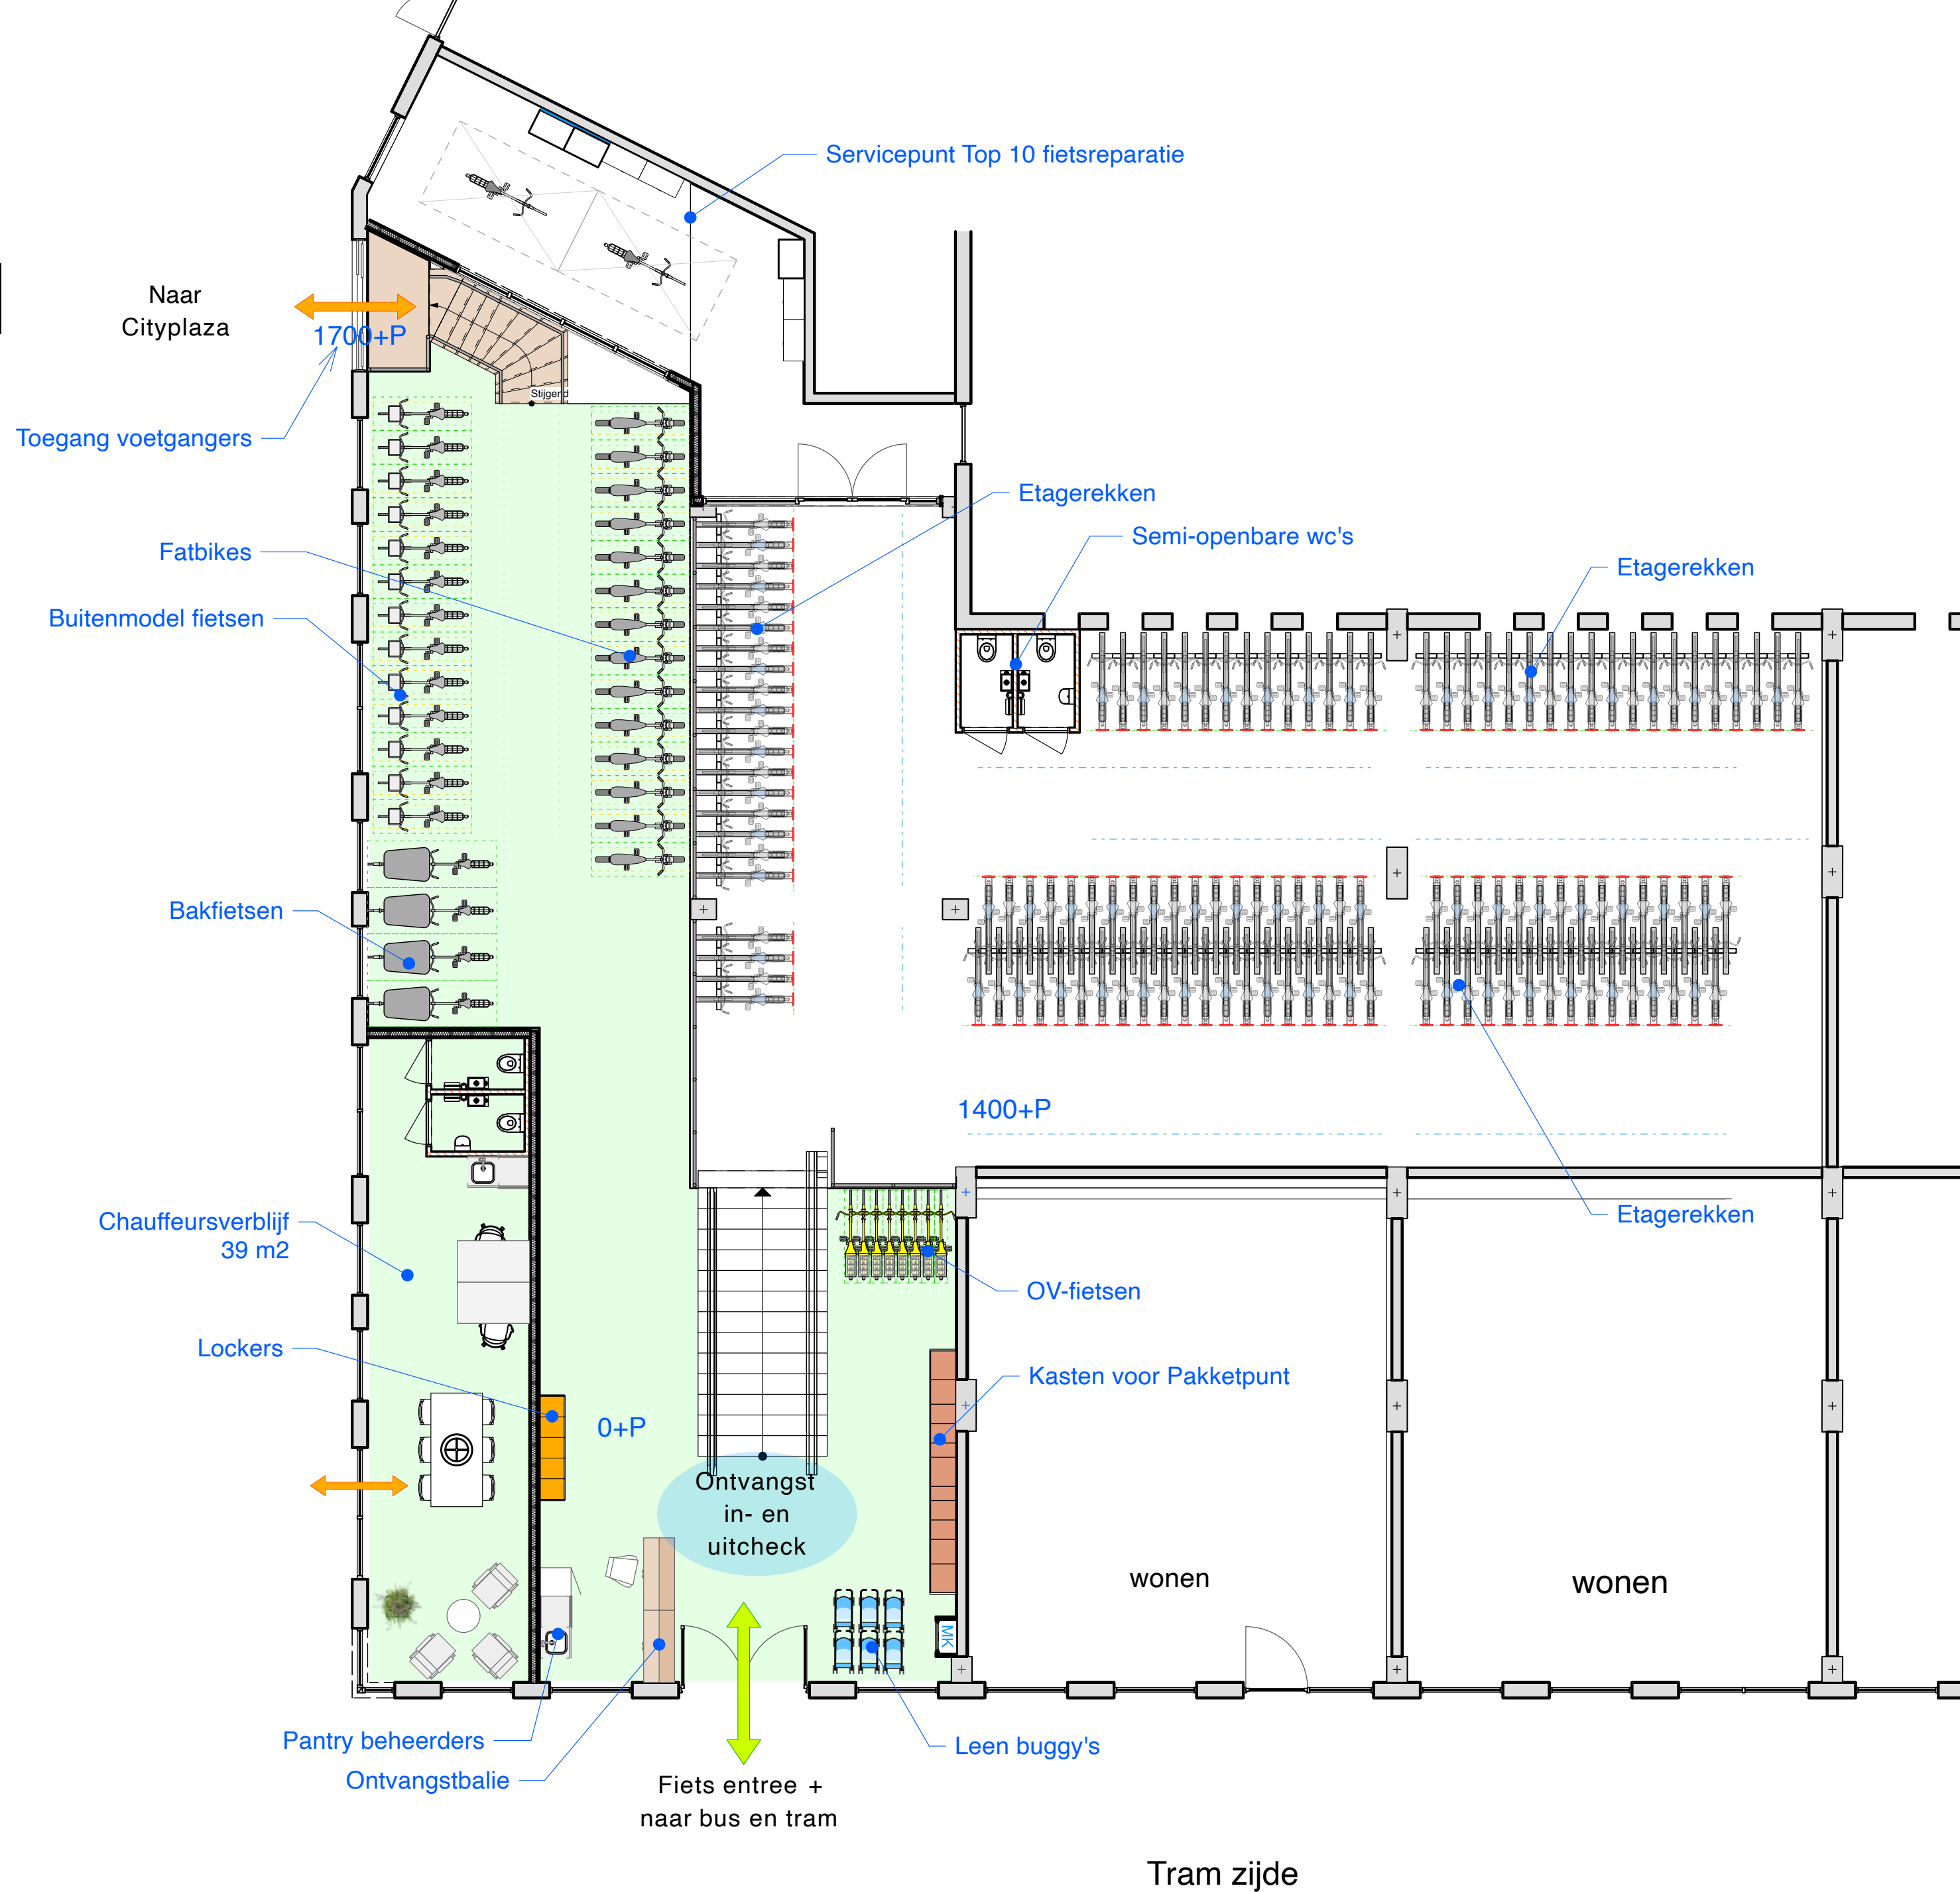 Servicepunt Top 10 fietsreparatie
Naar
Cityplaza
1700+P
Stijgend
Toegang voetgangers
Etagerekken
Semi-openbare wc's
Fatbikes
Etagerekken
Buitenmodel fietsen
Bakfietsen
1400+P
Chauffeursverblijf
39 m2
Etagerekken
OV-fietsen
Lockers
Kasten voor Pakketpunt
0+P
Ontvangst
in- en
uitcheck
wonen
wonen
MK
Pantry beheerders
Leen buggy's
Ontvangstbalie
Fiets entree +
naar bus en tram
Tram zijde